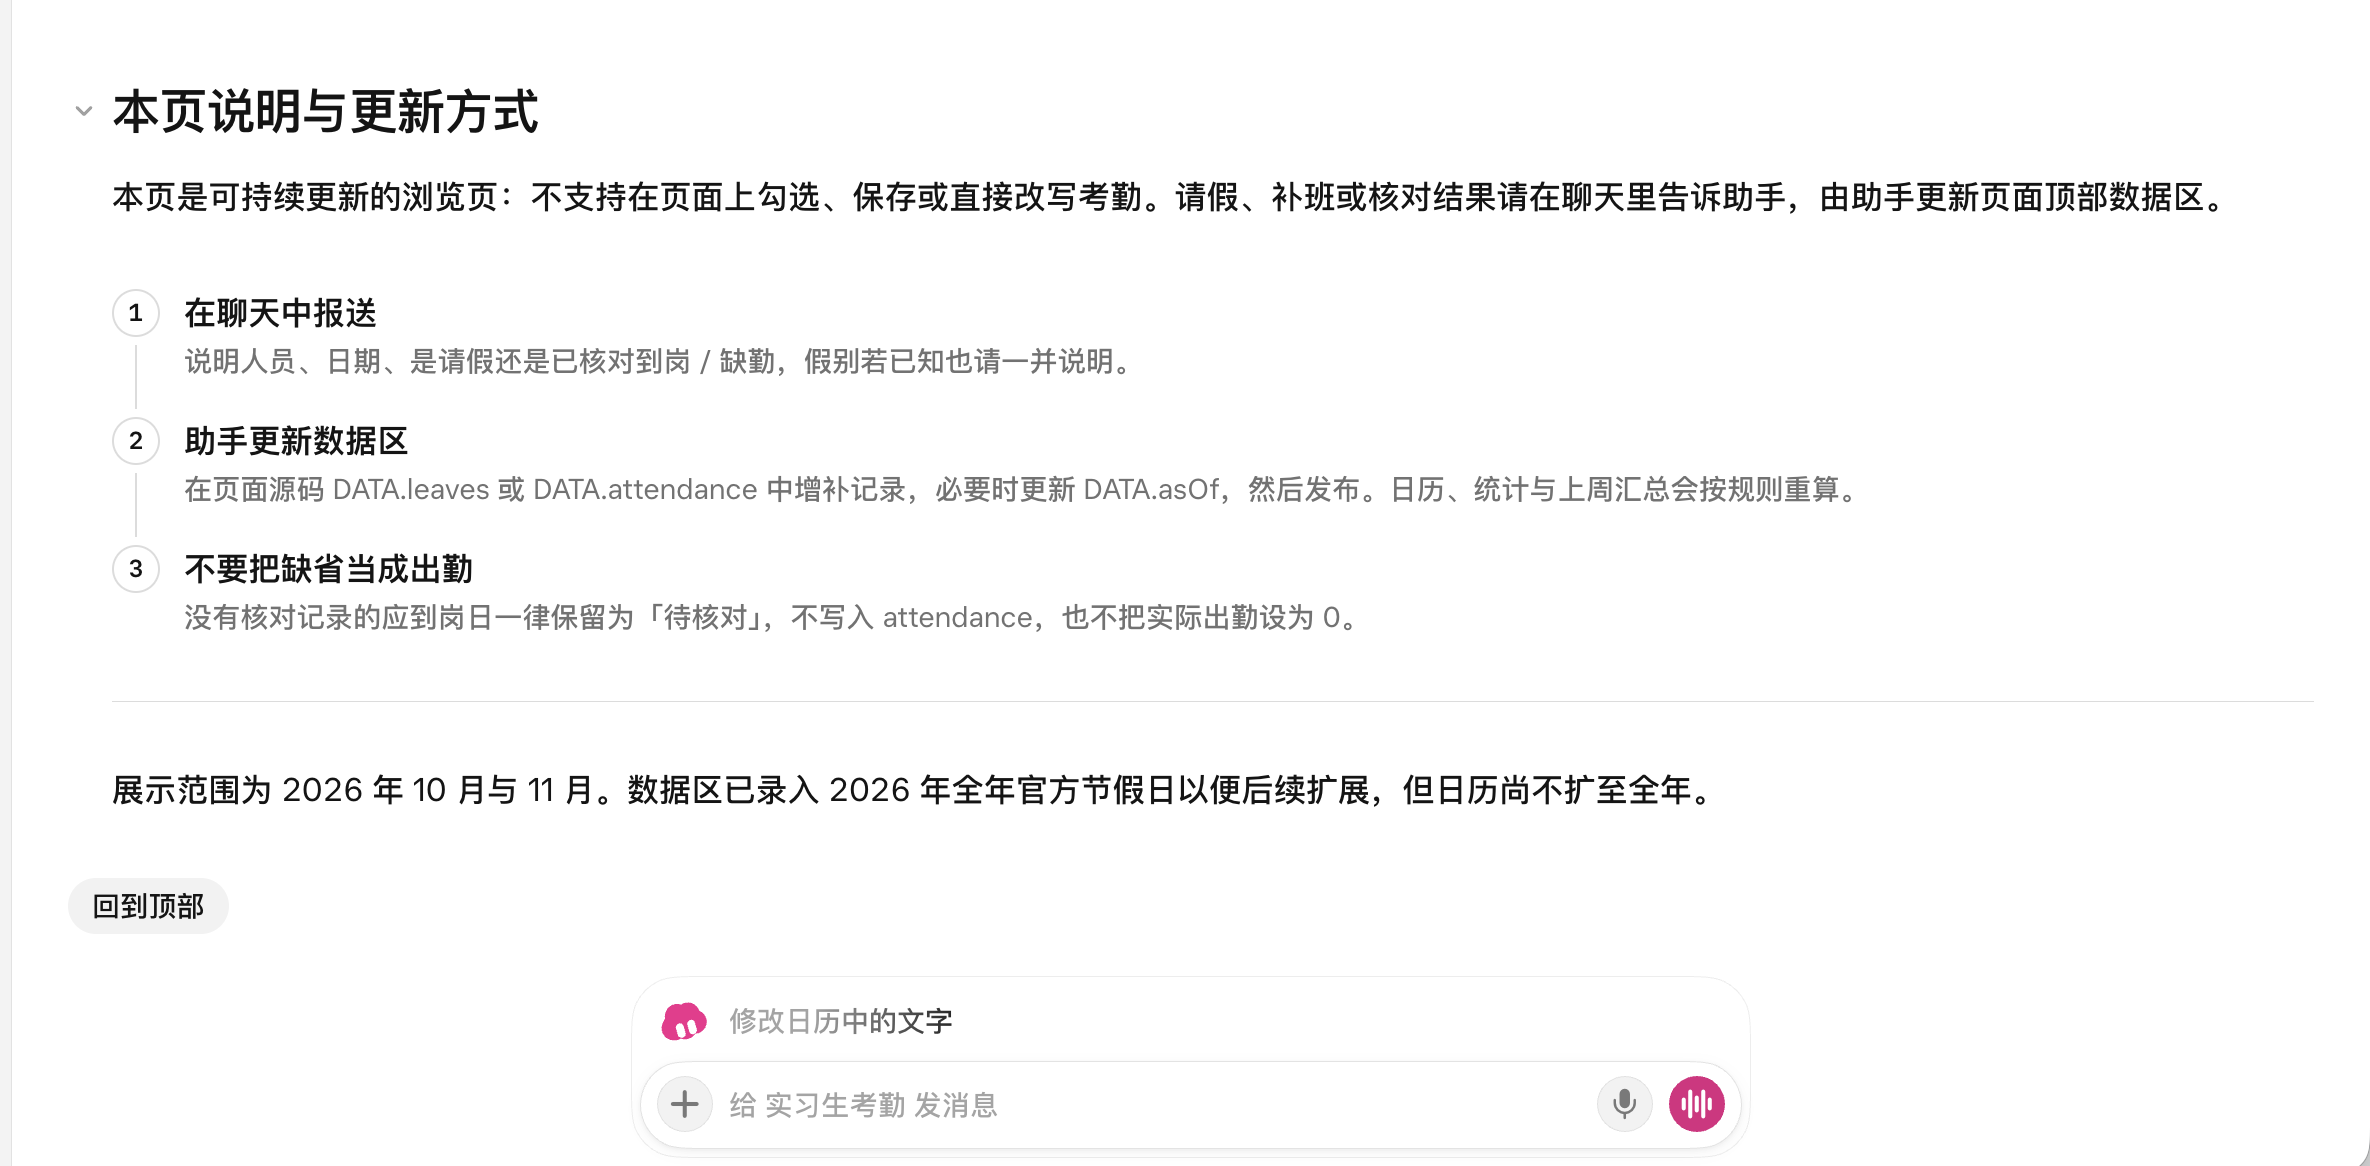 本页说明与更新方式
本页是可持续更新的浏览页：不支持在页面上勾选、保存或直接改写考勤。请假、补班或核对结果请在聊天里告诉助手，由助手更新页面顶部数据区。
1 在聊天中报送
说明人员、日期、是请假还是已核对到岗 / 缺勤，假别若已知也请一并说明。
2 助手更新数据区
在页面源码 DATA.leaves 或 DATA.attendance 中增补记录，必要时更新 DATA.asOf，然后发布。日历、统计与上周汇总会按规则重算。
3 不要把缺省当成出勤
没有核对记录的应到岗日一律保留为「待核对」，不写入 attendance，也不把实际出勤设为 0。
展示范围为 2026 年 10 月与 11 月。数据区已录入 2026 年全年官方节假日以便后续扩展，但日历尚不扩至全年。
回到顶部
修改日历中的文字
给 实习生考勤 发消息